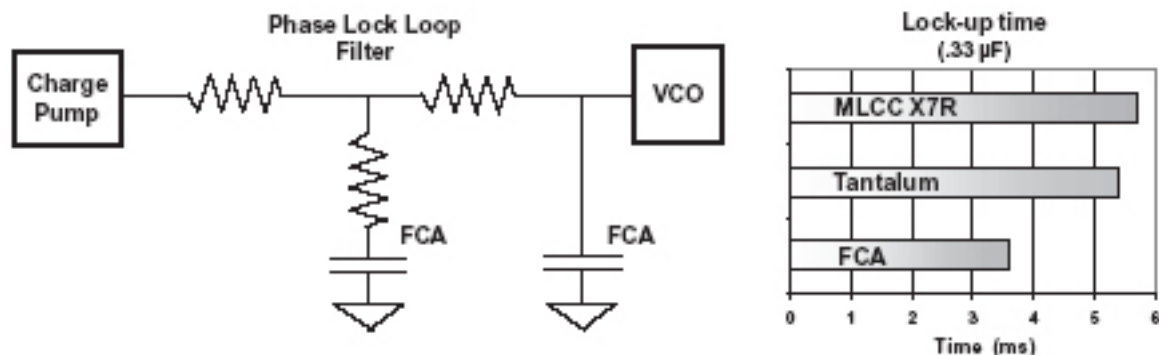 Phase Lock Loop
Filter
Charge
Pump
VCO
FCA
FCA
Lock-up time
(.33 µF)
MLCC X7R
Tantalum
FCA
0 1 2 3 4 5 6
Time (ms)